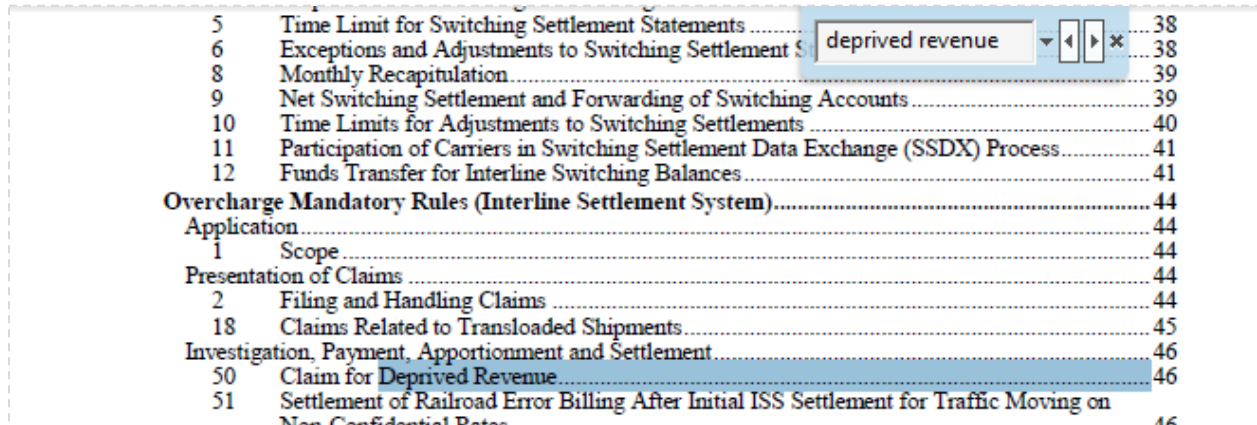 5 Time Limit for Switching Settlement Statements ........ 38
deprived revenue
6 Exceptions and Adjustments to Switching Settlement ........ 38
8 Monthly Recapitulation ........ 39
9 Net Switching Settlement and Forwarding of Switching Accounts ........ 39
10 Time Limits for Adjustments to Switching Settlements ........ 40
11 Participation of Carriers in Switching Settlement Data Exchange (SSDX) Process ........ 41
12 Funds Transfer for Interline Switching Balances ........ 41
Overcharge Mandatory Rules (Interline Settlement System) ........ 44
Application ........ 44
1 Scope ........ 44
Presentation of Claims ........ 44
2 Filing and Handling Claims ........ 44
18 Claims Related to Transloaded Shipments ........ 45
Investigation, Payment, Apportionment and Settlement ........ 46
50 Claim for Deprived Revenue ........ 46
51 Settlement of Railroad Error Billing After Initial ISS Settlement for Traffic Moving on
Non-Confidential Rates ........ 46